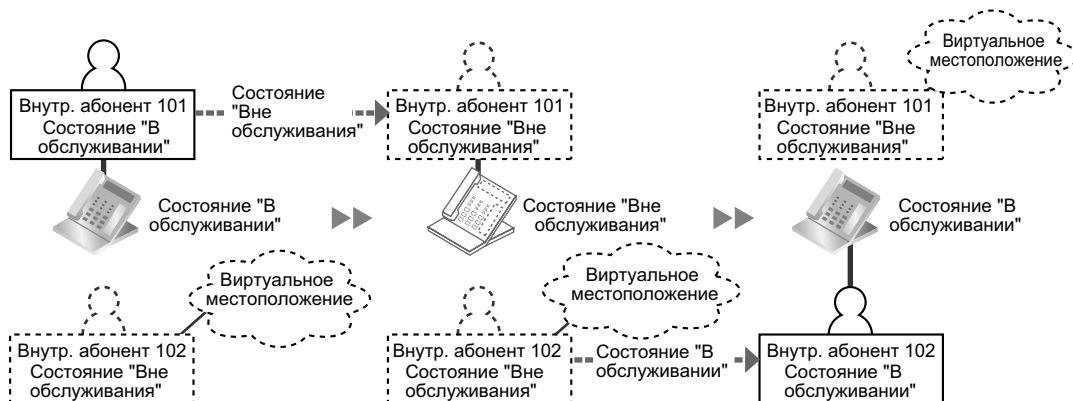 Виртуальное
местоположение
Внутр. абонент 101
Состояние "В
обслуживании"
Состояние
"Вне
обслуживания"
Внутр. абонент 101
Состояние "Вне
обслуживания"
Внутр. абонент 101
Состояние "Вне
обслуживания"
Состояние "В
обслуживании"
Состояние "Вне
обслуживания"
Состояние "В
обслуживании"
Виртуальное
местоположение
Виртуальное
местоположение
Внутр. абонент 102
Состояние "Вне
обслуживания"
Внутр. абонент 102
Состояние "Вне
обслуживания"
Состояние "В
обслуживании"
Внутр. абонент 102
Состояние "В
обслуживании"